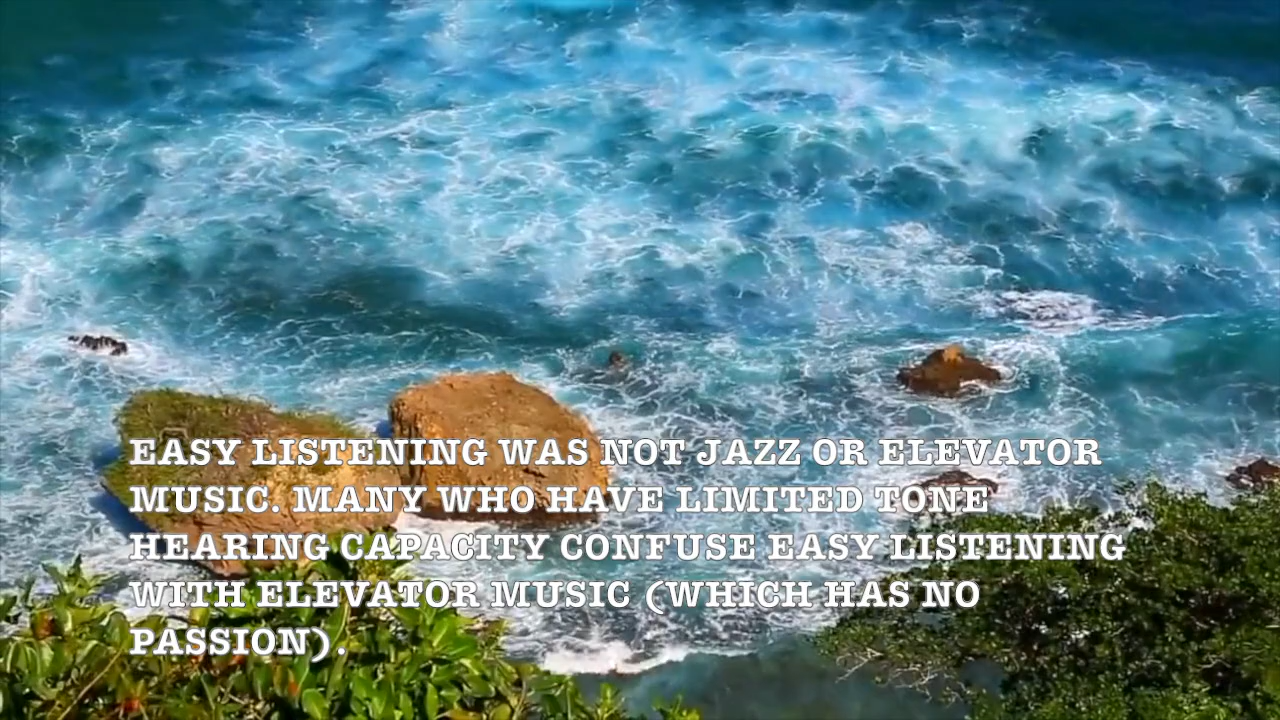 EASY LISTENING WAS NOT JAZZ OR ELEVATOR
MUSIC. MANY WHO HAVE LIMITED TONE
HEARING CAPACITY CONFUSE EASY LISTENING
WITH ELEVATOR MUSIC (WHICH HAS NO
PASSION).